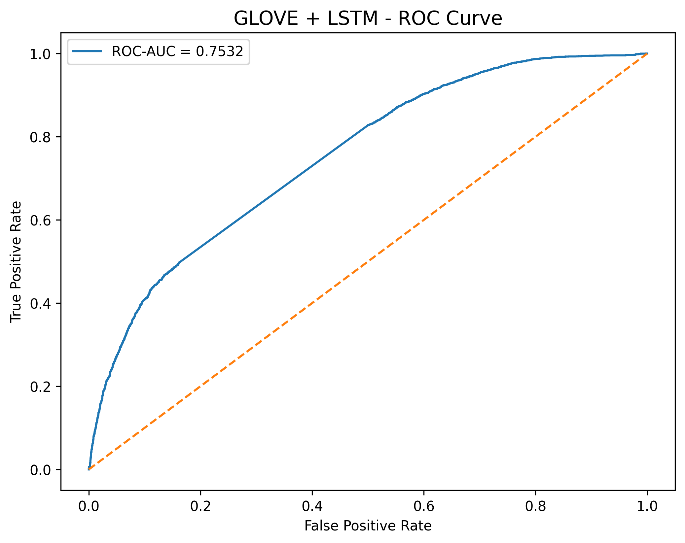 GLOVE + LSTM - ROC Curve
ROC-AUC = 0.7532
True Positive Rate
1.0
0.8
0.6
0.4
0.2
0.0
0.0 0.2 0.4 0.6 0.8 1.0
False Positive Rate